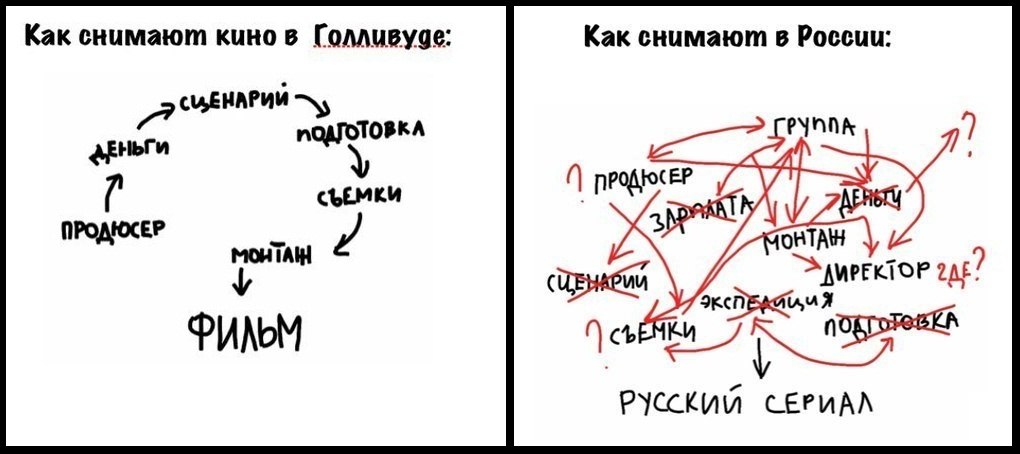 Как снимают кино в Голливуде:
СЦЕНАРИЙ
ПОДГОТОВКА
ДЕНЬГИ
СЪЕМКИ
ПРОДЮСЕР
МОНТАЖ
ФИЛЬМ
Как снимают в России:
ГРУППА
?
? ПРОДЮСЕР
ЗАРПЛАТА
ДЕНЬГИ
МОНТАЖ
ДИРЕКТОР ГДЕ?
СЦЕНАРИЙ
ЭКСПЕДИЦИЯ
? СЪЕМКИ
ПОДГОТОВКА
РУССКИЙ СЕРИАЛ